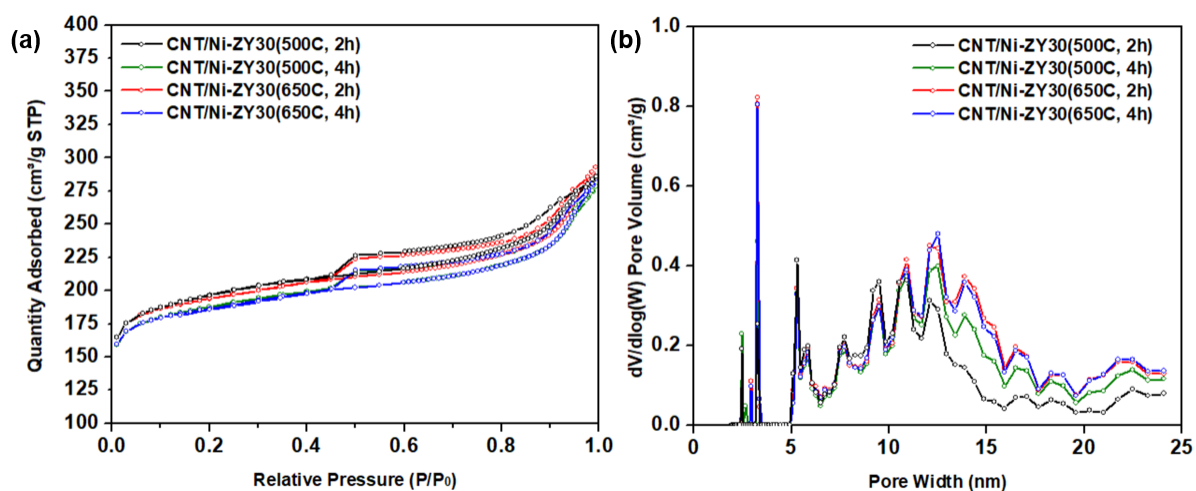 (a)
CNT/Ni-ZY30(500C, 2h)
CNT/Ni-ZY30(500C, 4h)
CNT/Ni-ZY30(650C, 2h)
CNT/Ni-ZY30(650C, 4h)
Quantity Adsorbed (cm³/g STP)
400
375
350
325
300
275
250
225
200
175
150
125
100
0.0
0.2
0.4
0.6
0.8
1.0
Relative Pressure (P/P₀)
(b)
CNT/Ni-ZY30(500C, 2h)
CNT/Ni-ZY30(500C, 4h)
CNT/Ni-ZY30(650C, 2h)
CNT/Ni-ZY30(650C, 4h)
dV/dlog(W) Pore Volume (cm³/g)
1.0
0.8
0.6
0.4
0.2
0.0
0
5
10
15
20
25
Pore Width (nm)